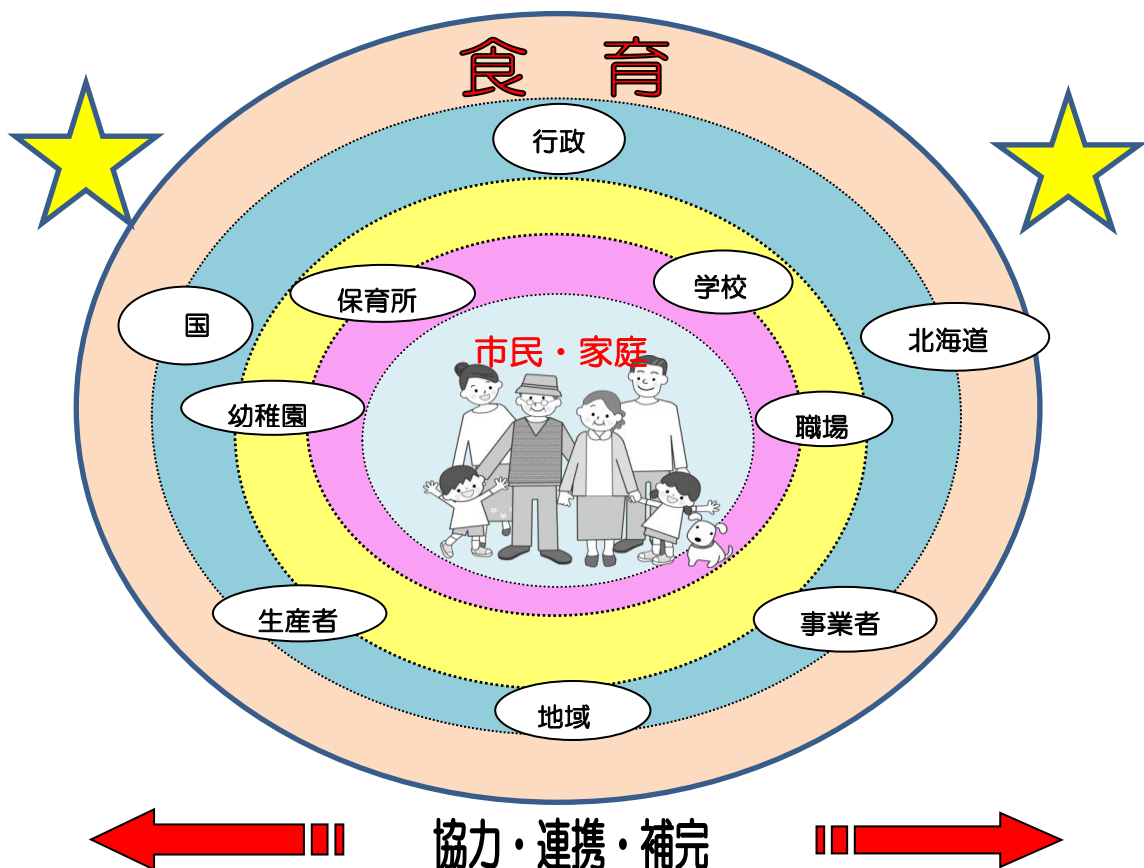 食　育
行政
保育所
学校
国
北海道
市民・家庭
幼稚園
職場
生産者
事業者
地域
協力・連携・補完